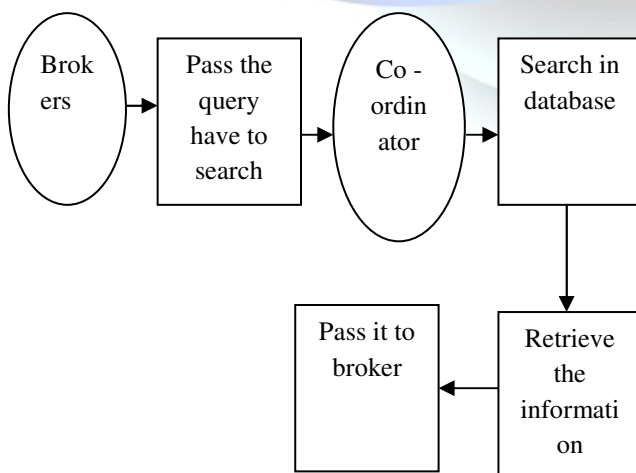 Brok
ers
Pass the
query
have to
search
Co -
ordin
ator
Search in
database
Retrieve
the
informati
on
Pass it to
broker